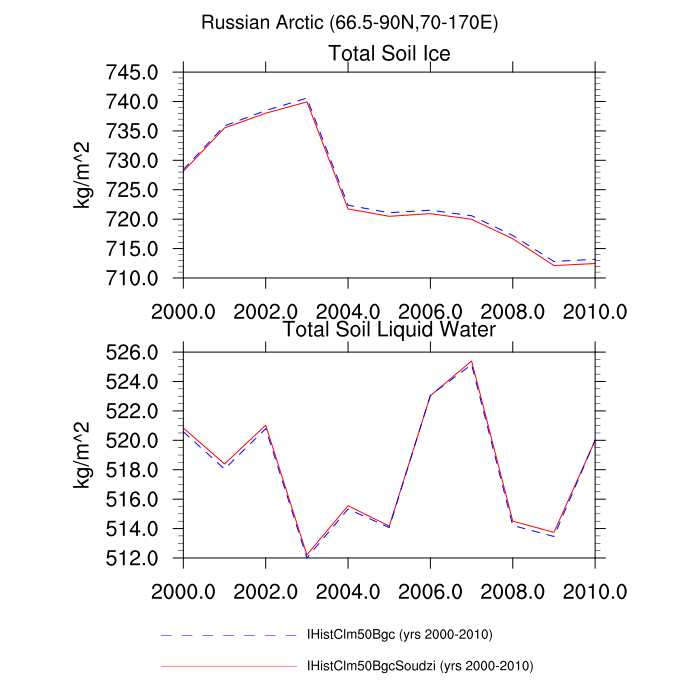 Russian Arctic (66.5-90N,70-170E)
Total Soil Ice
745.0
740.0
735.0
730.0
725.0
720.0
715.0
710.0
kg/m^2
2000.0 2002.0 2004.0 2006.0 2008.0 2010.0
Total Soil Liquid Water
526.0
524.0
522.0
520.0
518.0
516.0
514.0
512.0
kg/m^2
2000.0 2002.0 2004.0 2006.0 2008.0 2010.0
IHistClm50Bgc (yrs 2000-2010)
IHistClm50BgcSoudzi (yrs 2000-2010)